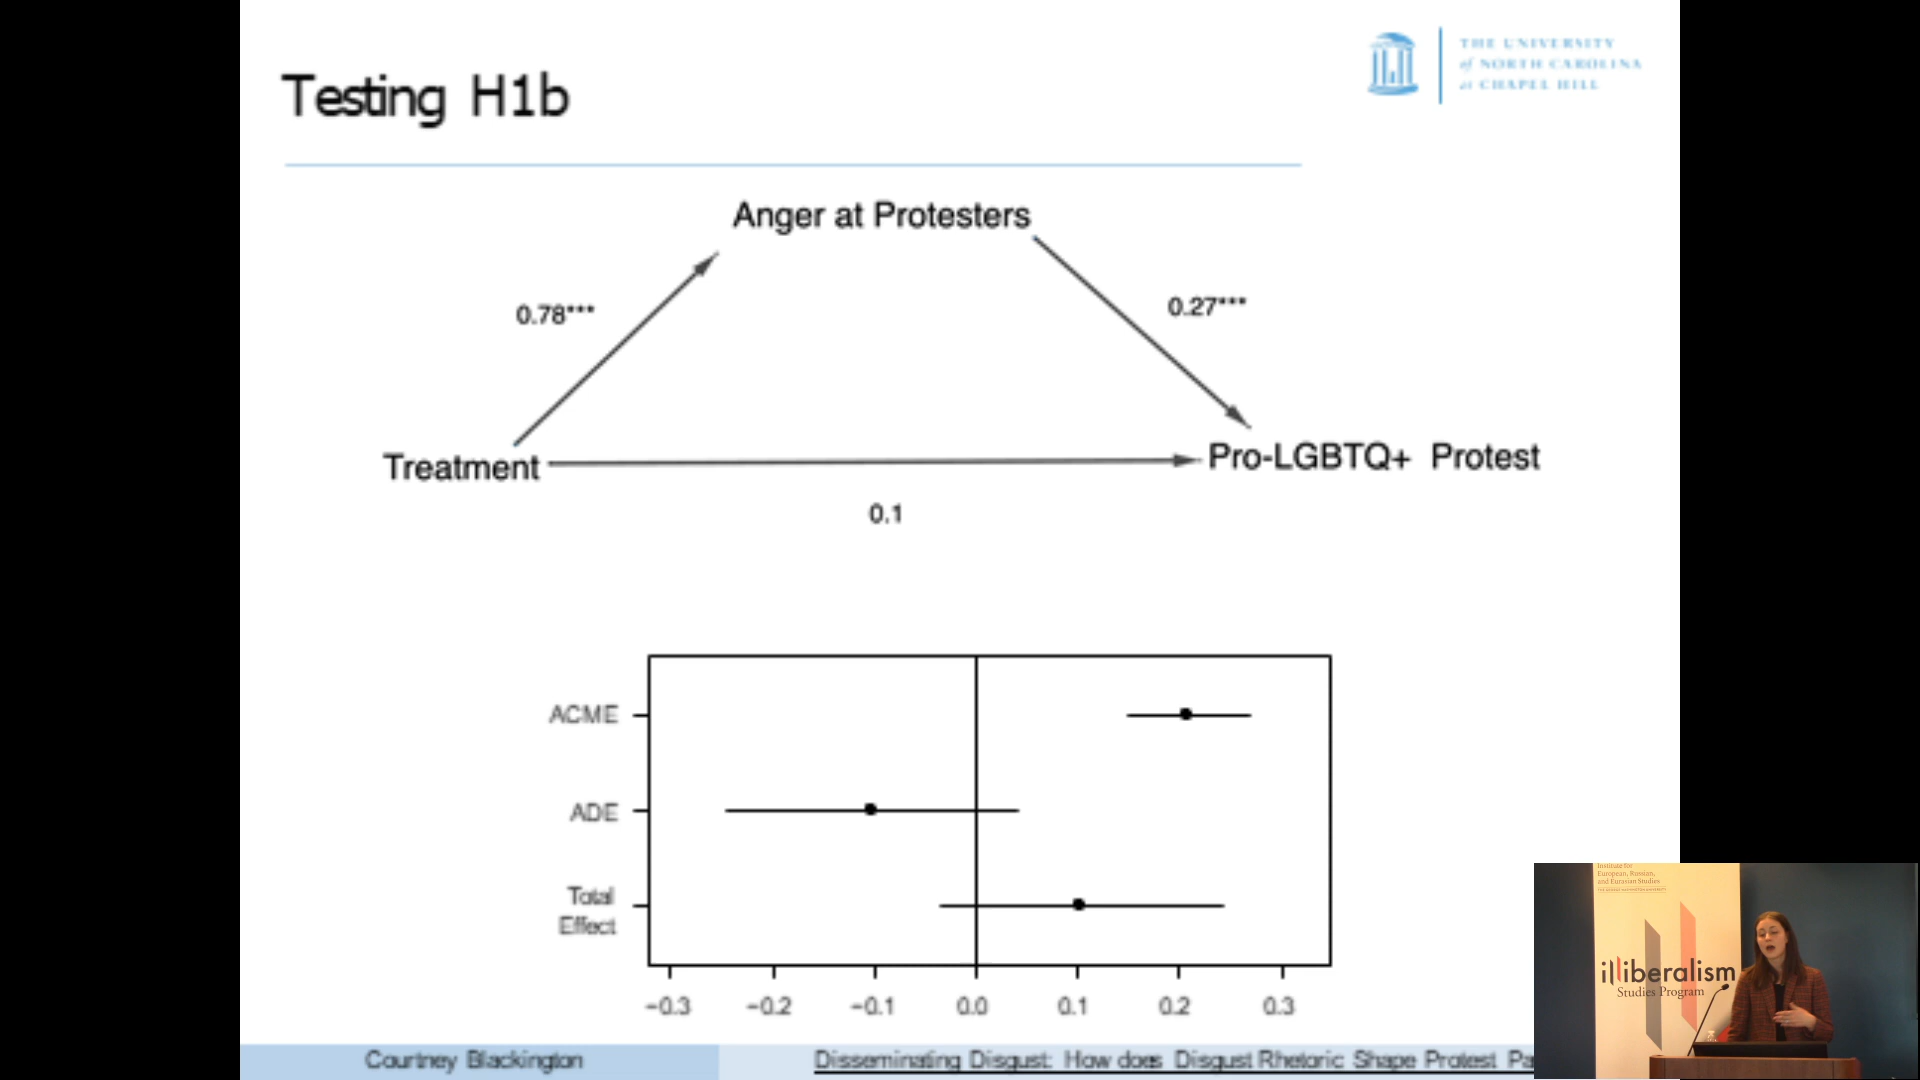 Testing H1b
THE UNIVERSITY
of NORTH CAROLINA
at CHAPEL HILL
Anger at Protesters
0.78***
0.27***
Treatment
Pro-LGBTQ+ Protest
0.1
ACME
ADE
Total
Effect
−0.3 −0.2 −0.1 0.0 0.1 0.2 0.3
Courtney Blackington
Disseminating Disgust: How does Disgust Rhetoric Shape Protest Pa
Institute for
European, Russian,
and Eurasian Studies
illiberalism
Studies Program